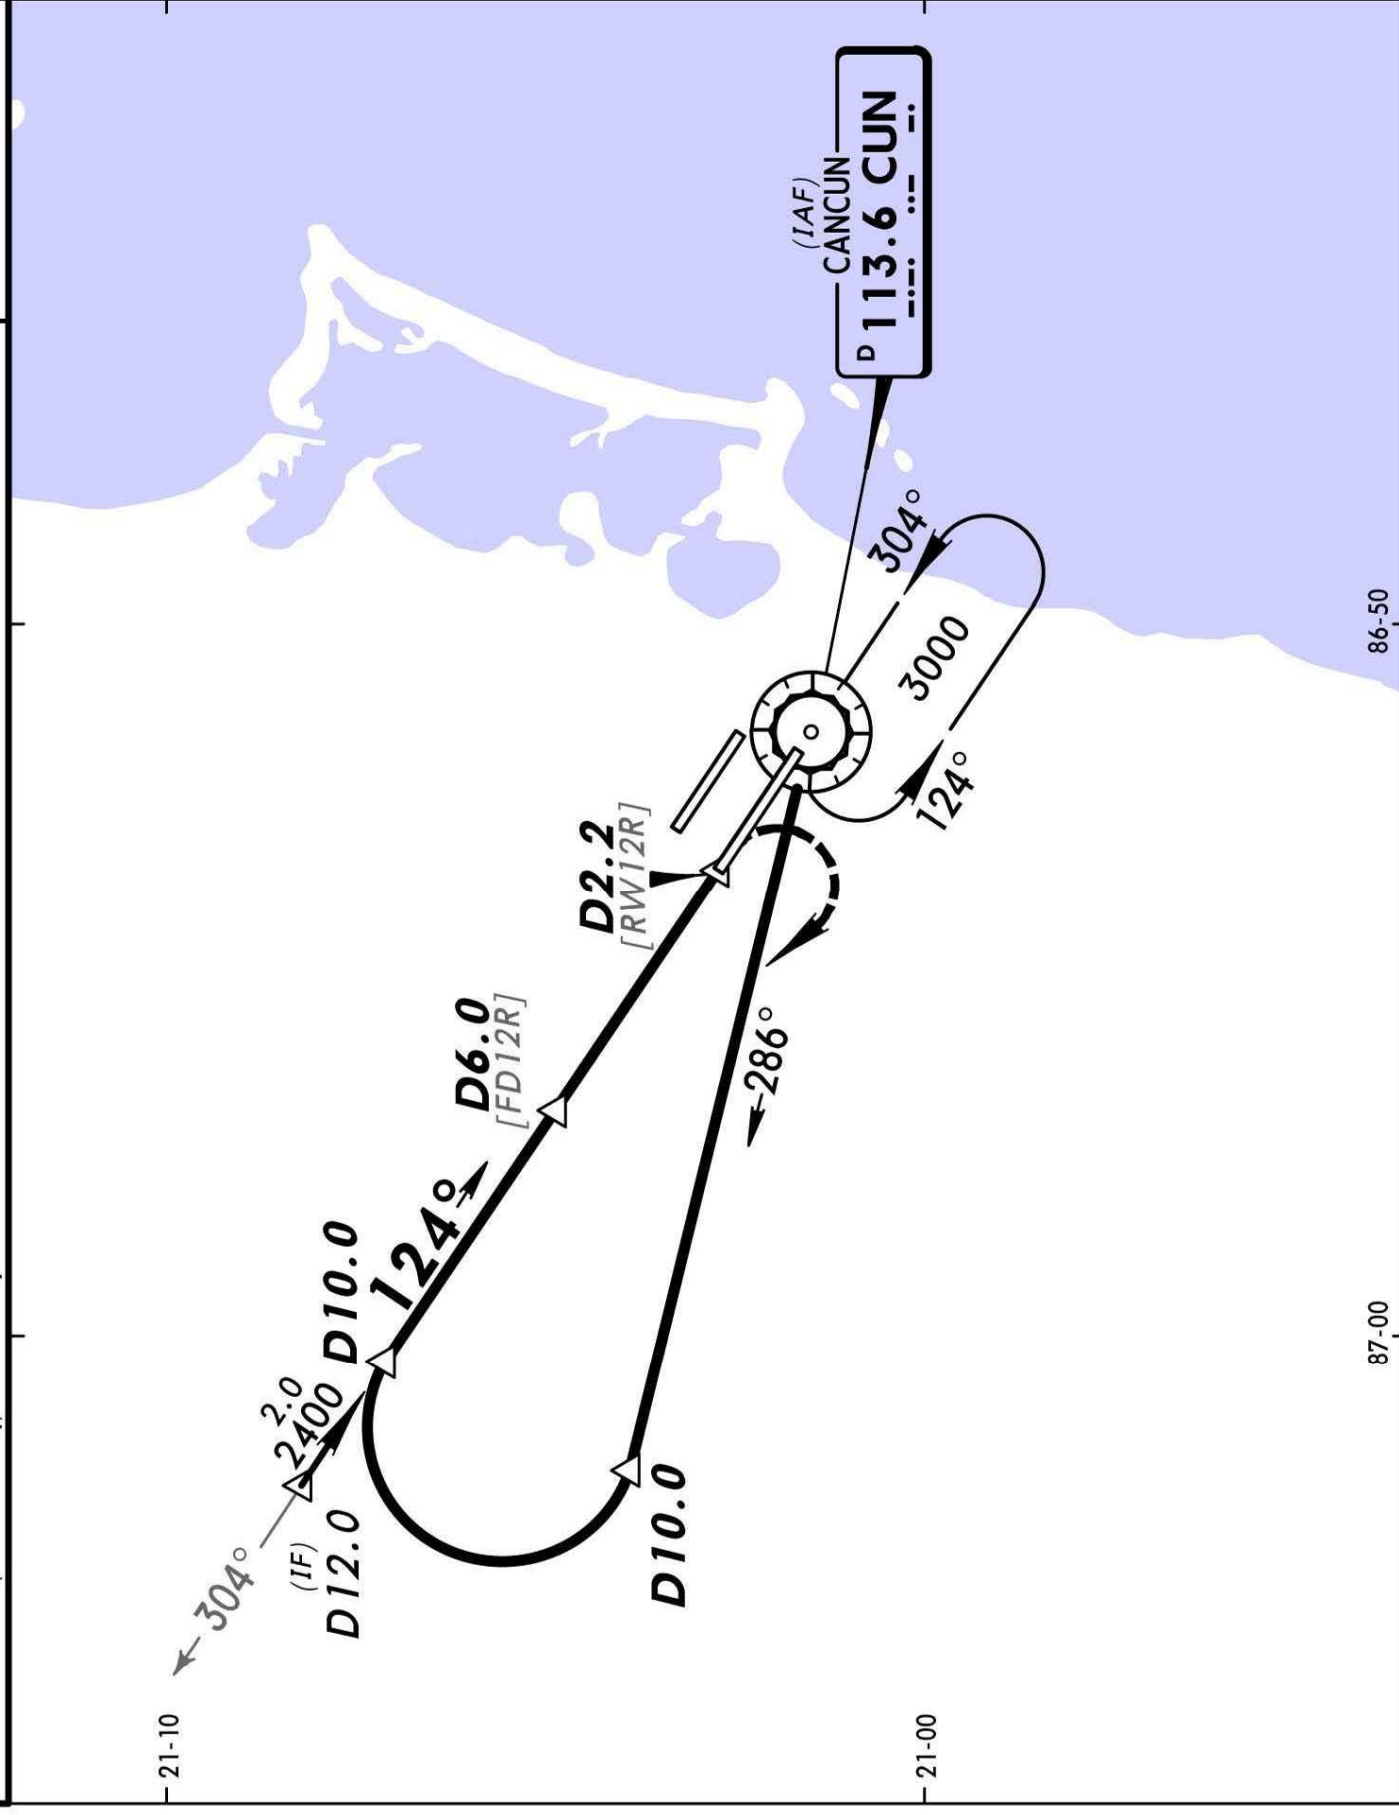 21-10
← 304°
(IF)
D12.0
2.0
2400
D10.0
124°
D6.0
[FD12R]
D2.2
[RW12R]
(IAF)
CANCUN
D 113.6 CUN
304°
3000
124°
286°
D10.0
21-00
87-00
86-50